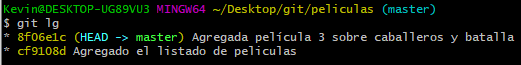 Kevin@DESKTOP-UG89VU3 MINGW64 ~/Desktop/git/peliculas (master)
$ git lg
* 8f06e1c (HEAD -> master) Agregada película 3 sobre caballeros y batalla
* cf9108d Agregado el listado de peliculas